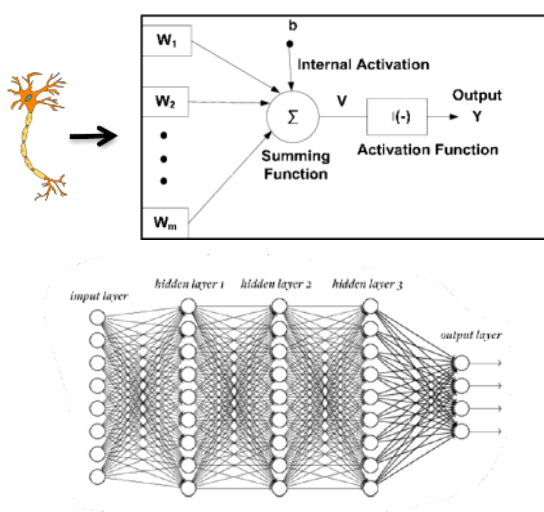 W1
b
Internal Activation
W2
Σ
V
I(-)
Output
Y
Summing
Function
Activation Function
Wm
imput layer
hidden layer 1
hidden layer 2
hidden layer 3
output layer